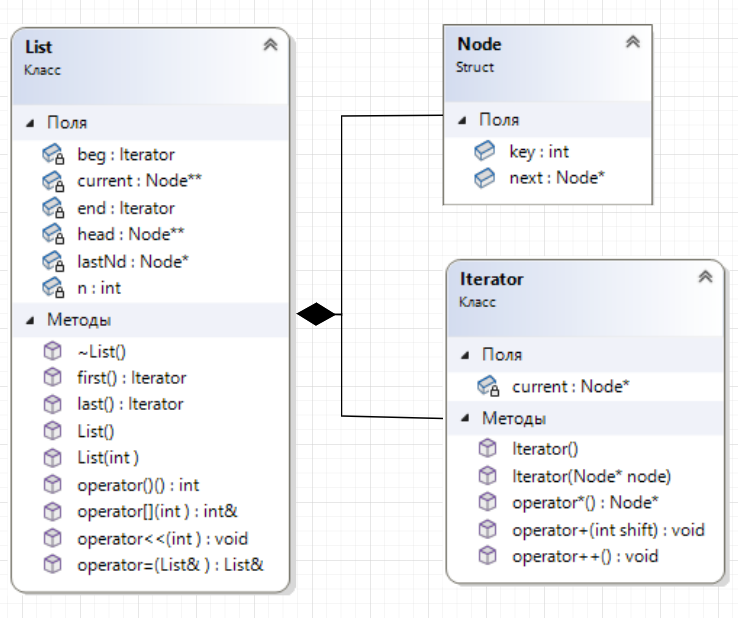 List
Класс
Поля
beg : Iterator
current : Node**
end : Iterator
head : Node**
lastNd : Node*
n : int
Методы
~List()
first() : Iterator
last() : Iterator
List()
List(int )
operator()() : int
operator[](int ) : int&
operator<<(int ) : void
operator=(List& ) : List&
Node
Struct
Поля
key : int
next : Node*
Iterator
Класс
Поля
current : Node*
Методы
Iterator()
Iterator(Node* node)
operator*() : Node*
operator+(int shift) : void
operator++() : void